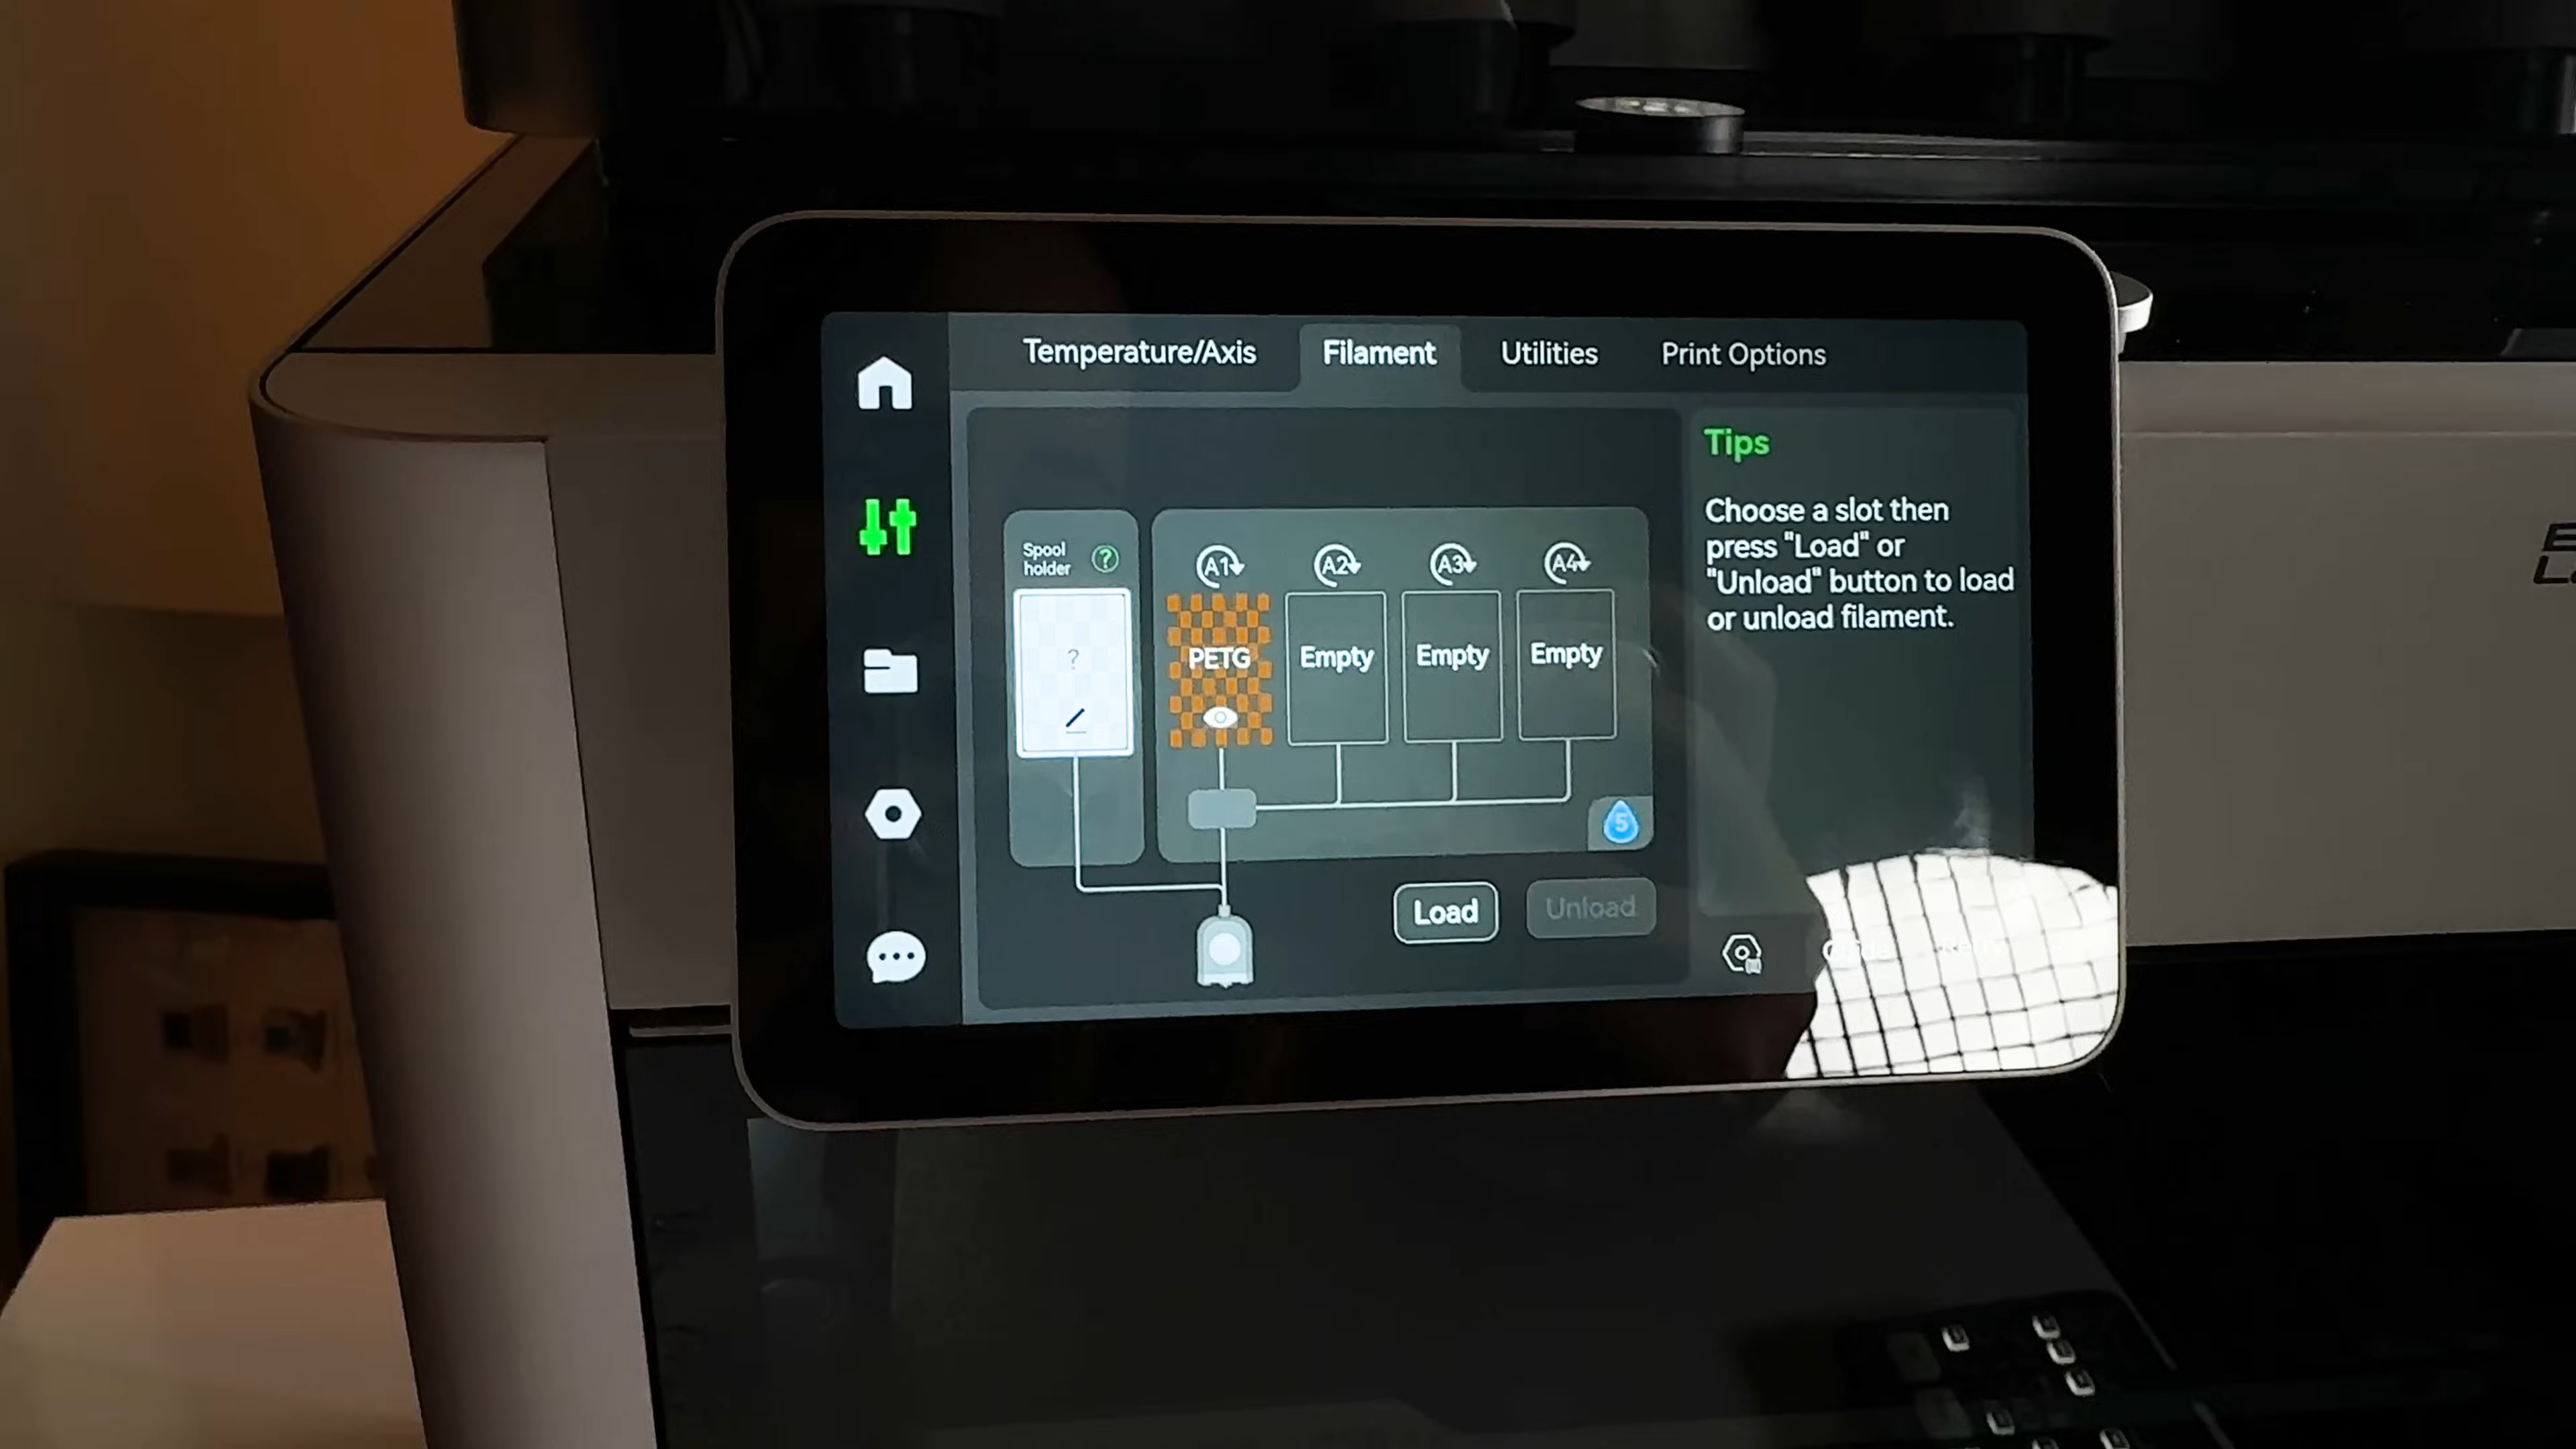 Temperature/Axis
Filament
Utilities
Print Options
Spool
holder
?
?
A1
A2
A3
A4
PETG
Empty
Empty
Empty
5
Load
Unload
Tips
Choose a slot then
press "Load" or
"Unload" button to load
or unload filament.